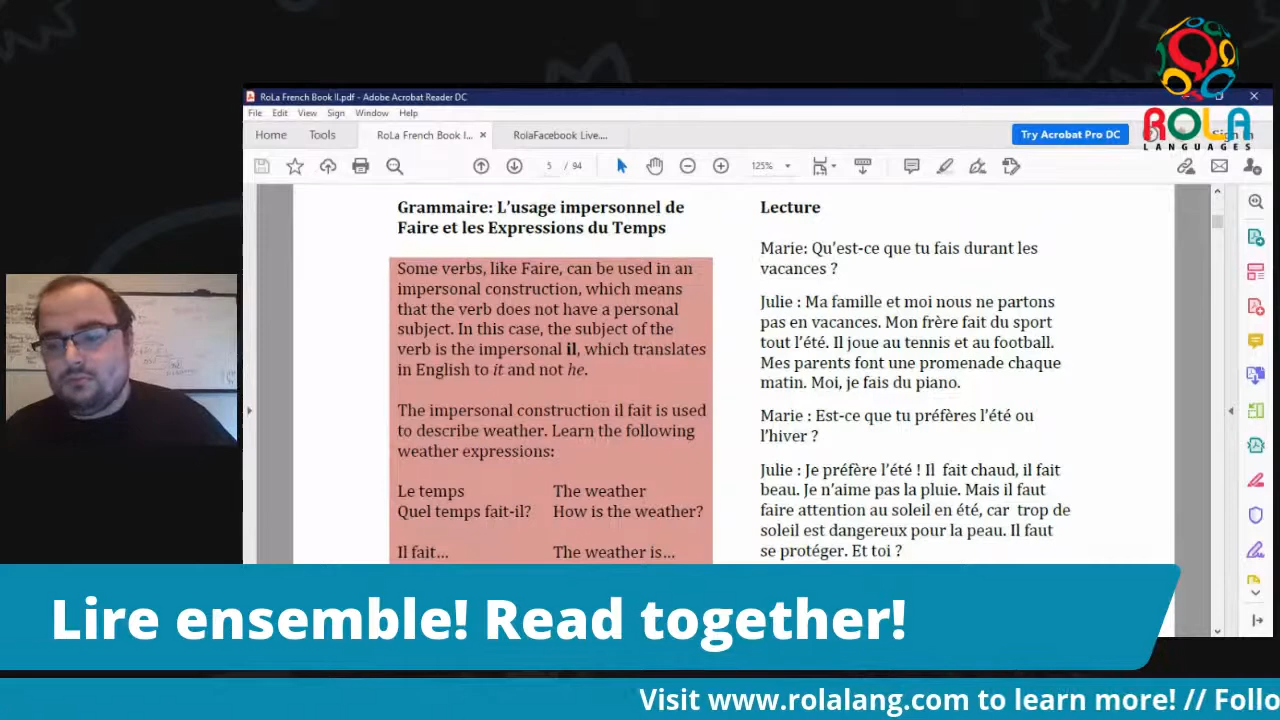 ROLA
LANGUAGES
RoLa French Book II.pdf - Adobe Acrobat Reader DC
File Edit View Sign Window Help
Home Tools RoLa French Book I... × RolaFacebook Live.... Try Acrobat Pro DC
5 / 94 125%
Grammaire: L’usage impersonnel de
Faire et les Expressions du Temps
Some verbs, like Faire, can be used in an
impersonal construction, which means
that the verb does not have a personal
subject. In this case, the subject of the
verb is the impersonal il, which translates
in English to it and not he.
The impersonal construction il fait is used
to describe weather. Learn the following
weather expressions:
Le temps The weather
Quel temps fait-il? How is the weather?
Il fait… The weather is…
Lecture
Marie: Qu’est-ce que tu fais durant les
vacances ?
Julie : Ma famille et moi nous ne partons
pas en vacances. Mon frère fait du sport
tout l’été. Il joue au tennis et au football.
Mes parents font une promenade chaque
matin. Moi, je fais du piano.
Marie : Est-ce que tu préfères l’été ou
l’hiver ?
Julie : Je préfère l’été ! Il fait chaud, il fait
beau. Je n’aime pas la pluie. Mais il faut
faire attention au soleil en été, car trop de
soleil est dangereux pour la peau. Il faut
se protéger. Et toi ?
Lire ensemble! Read together!
Visit www.rolalang.com to learn more! // Follo